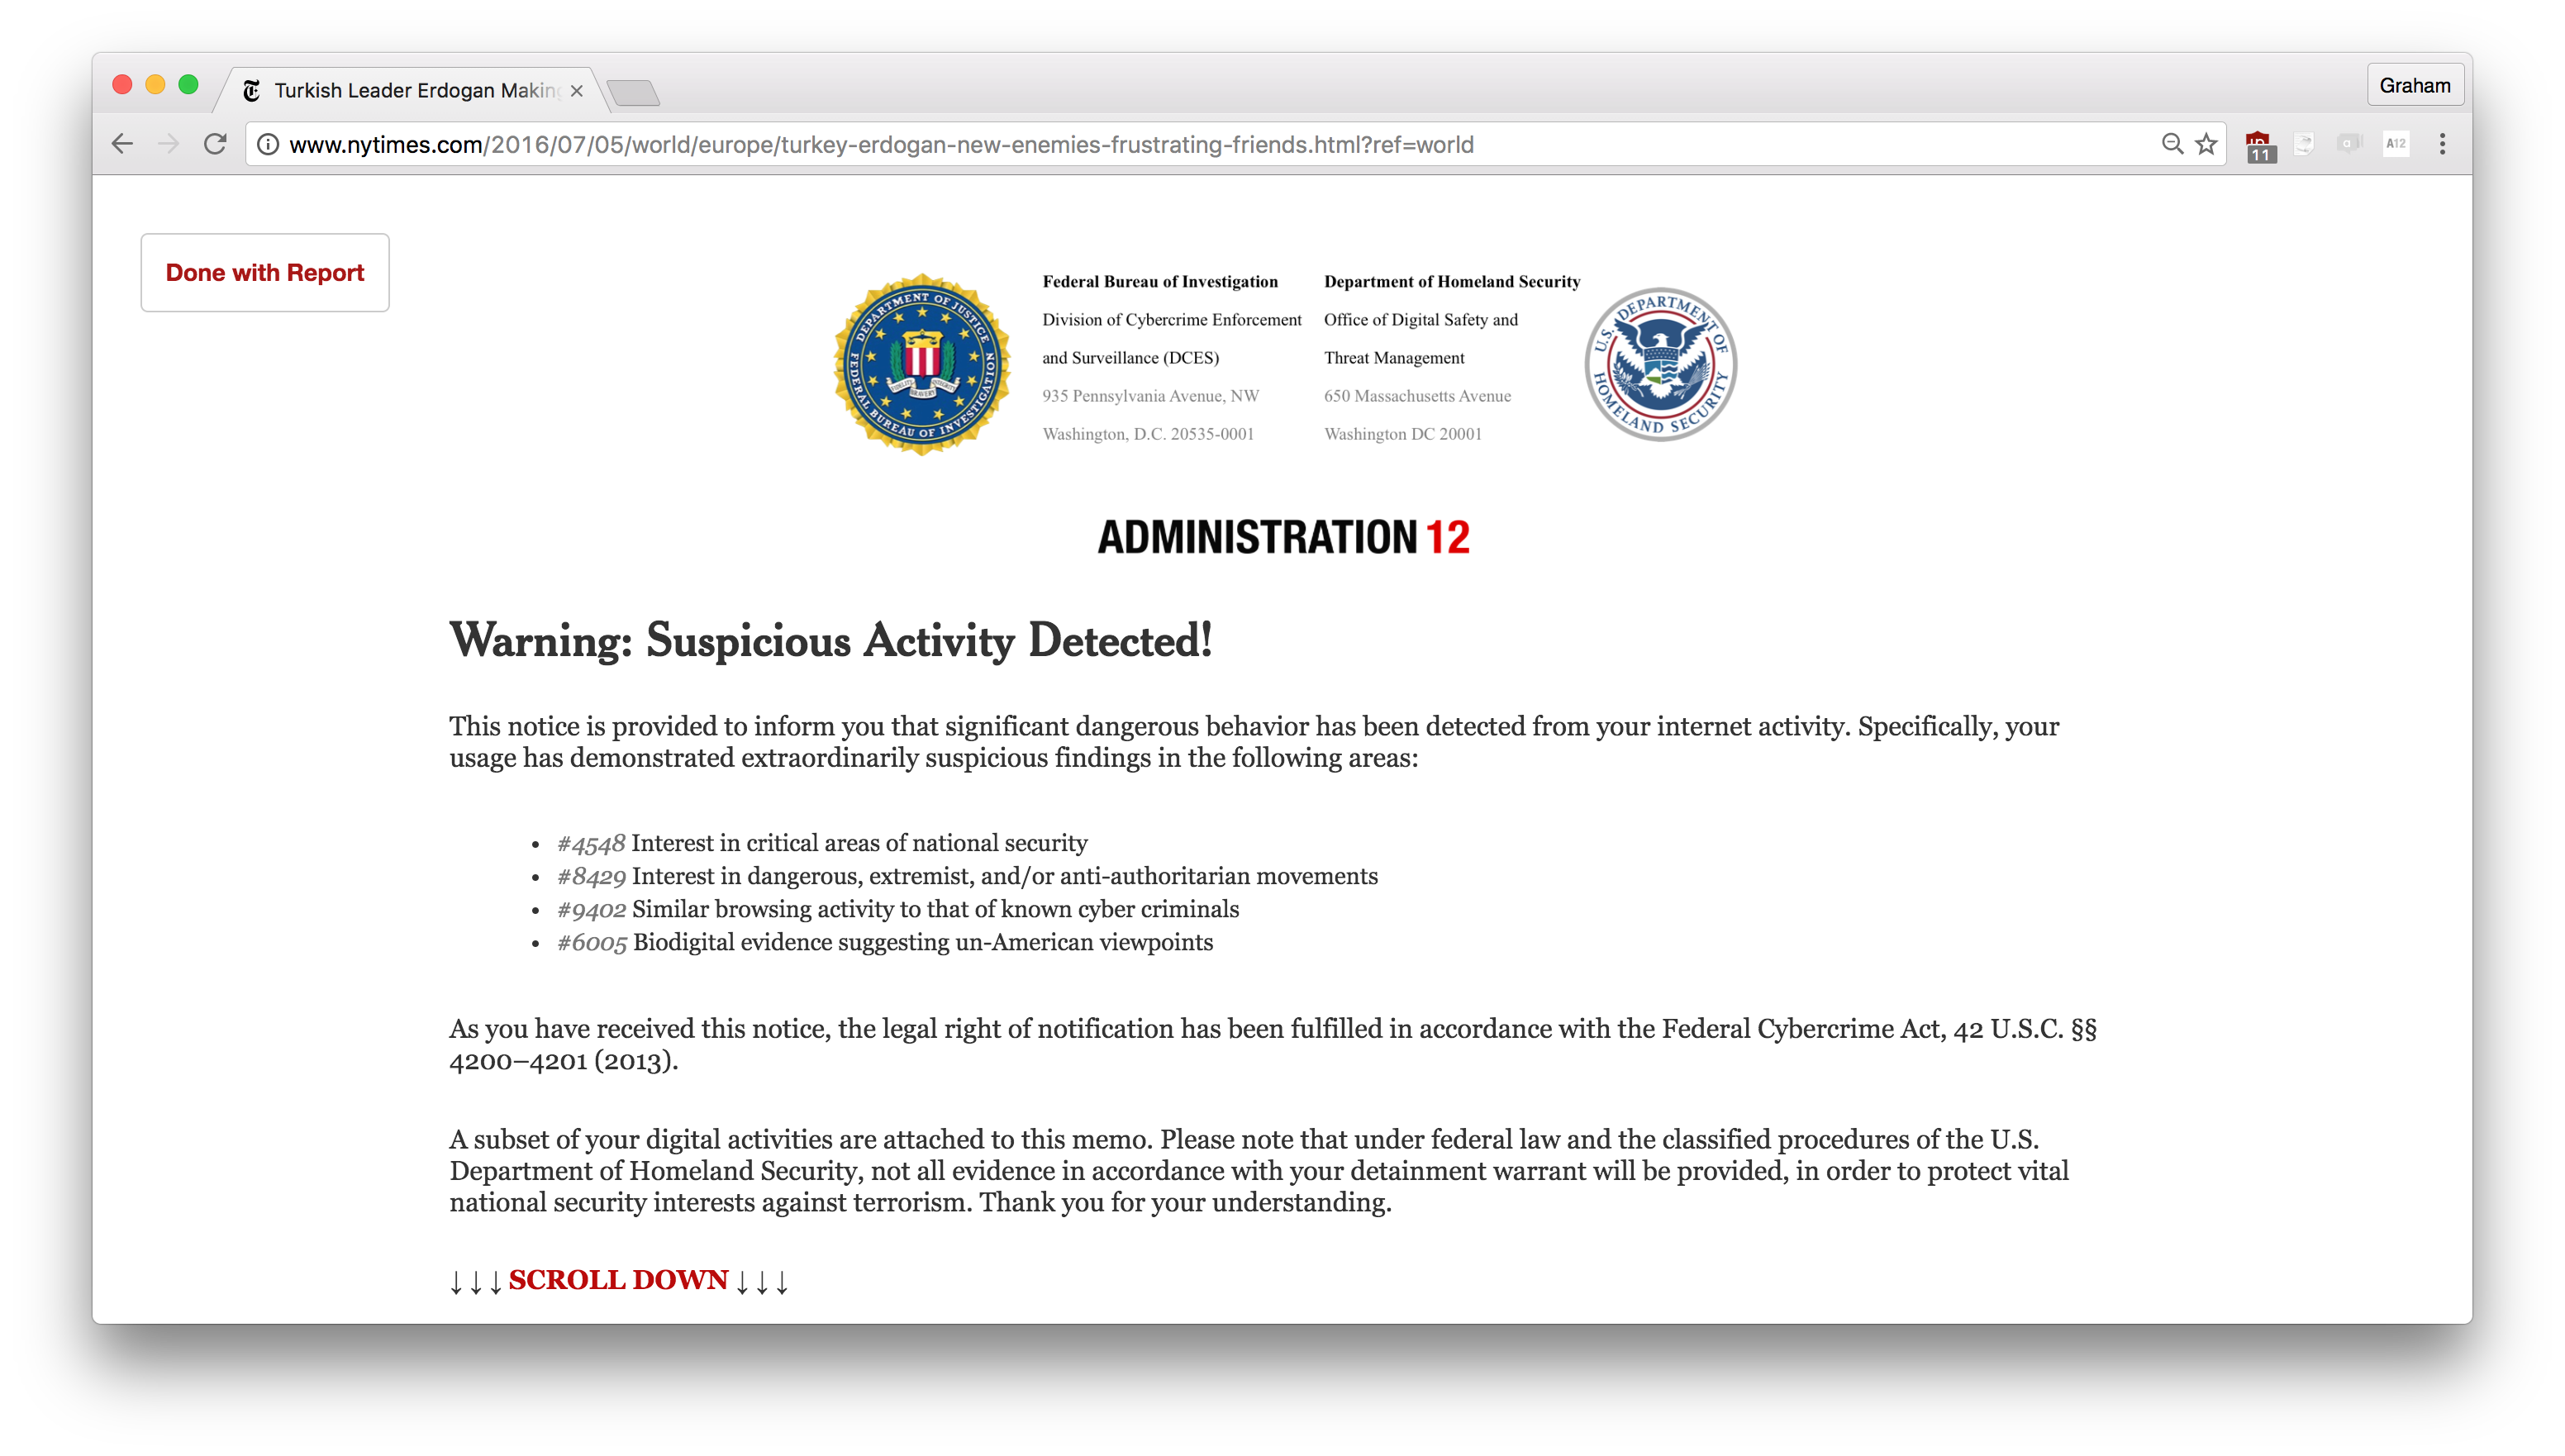 Turkish Leader Erdogan Making
Graham
www.nytimes.com/2016/07/05/world/europe/turkey-erdogan-new-enemies-frustrating-friends.html?ref=world
11
a
A12
Done with Report
DEPARTMENT OF JUSTICE
FEDERAL BUREAU OF INVESTIGATION
FIDELITY BRAVERY INTEGRITY
Federal Bureau of Investigation
Division of Cybercrime Enforcement
and Surveillance (DCES)
935 Pennsylvania Avenue, NW
Washington, D.C. 20535-0001
Department of Homeland Security
Office of Digital Safety and
Threat Management
650 Massachusetts Avenue
Washington DC 20001
U.S. DEPARTMENT OF
HOMELAND SECURITY
ADMINISTRATION 12
Warning: Suspicious Activity Detected!
This notice is provided to inform you that significant dangerous behavior has been detected from your internet activity. Specifically, your
usage has demonstrated extraordinarily suspicious findings in the following areas:
• #4548 Interest in critical areas of national security
• #8429 Interest in dangerous, extremist, and/or anti-authoritarian movements
• #9402 Similar browsing activity to that of known cyber criminals
• #6005 Biodigital evidence suggesting un-American viewpoints
As you have received this notice, the legal right of notification has been fulfilled in accordance with the Federal Cybercrime Act, 42 U.S.C. §§
4200–4201 (2013).
A subset of your digital activities are attached to this memo. Please note that under federal law and the classified procedures of the U.S.
Department of Homeland Security, not all evidence in accordance with your detainment warrant will be provided, in order to protect vital
national security interests against terrorism. Thank you for your understanding.
↓↓↓ SCROLL DOWN ↓↓↓